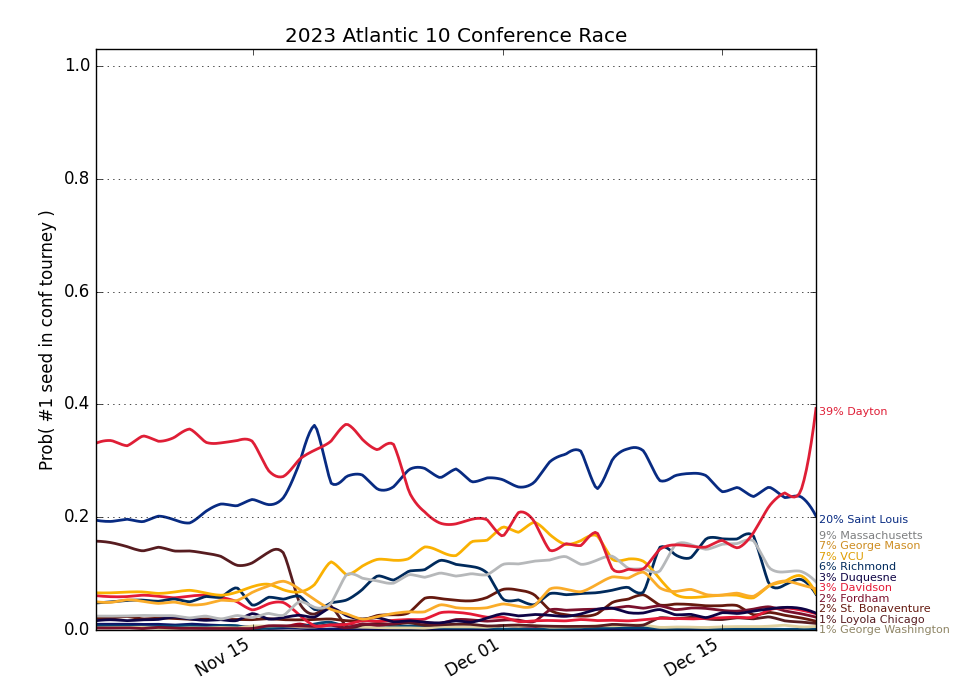 2023 Atlantic 10 Conference Race
Prob( #1 seed in conf tourney )
1.0
0.8
0.6
0.4
0.2
0.0
Nov 15
Dec 01
Dec 15
39% Dayton
20% Saint Louis
9% Massachusetts
7% George Mason
7% VCU
6% Richmond
3% Duquesne
3% Davidson
2% Fordham
2% St. Bonaventure
1% Loyola Chicago
1% George Washington